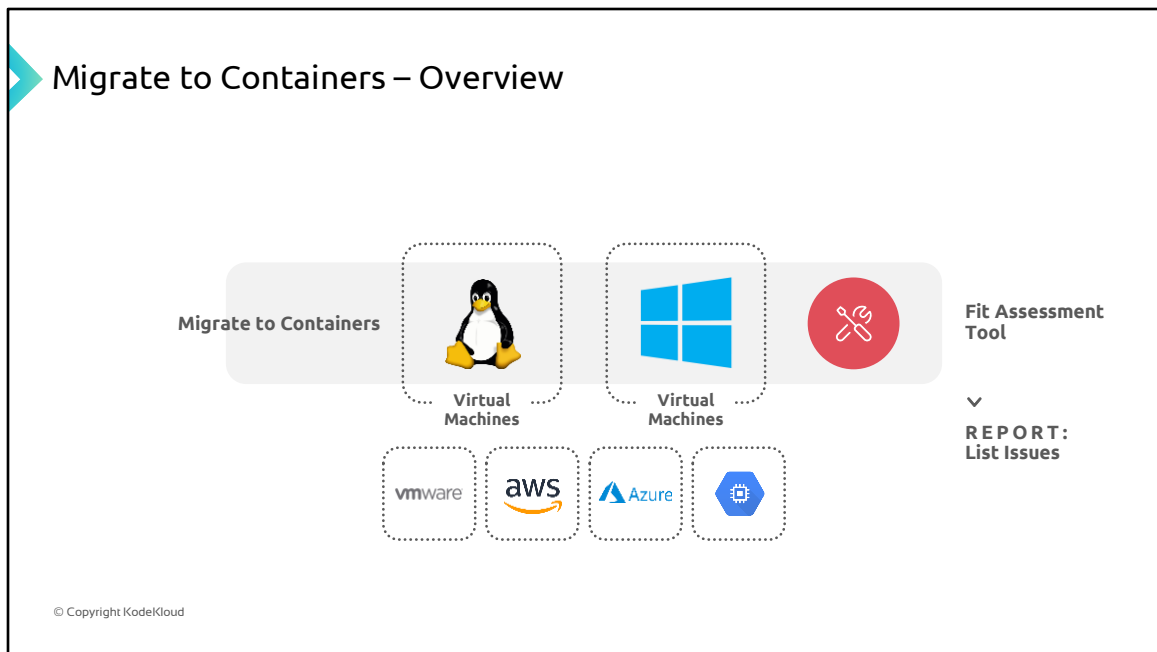 Migrate to Containers – Overview
Migrate to Containers
Virtual
Machines
Virtual
Machines
Fit Assessment
Tool
REPORT:
List Issues
vmware
aws
Azure
© Copyright KodeKloud